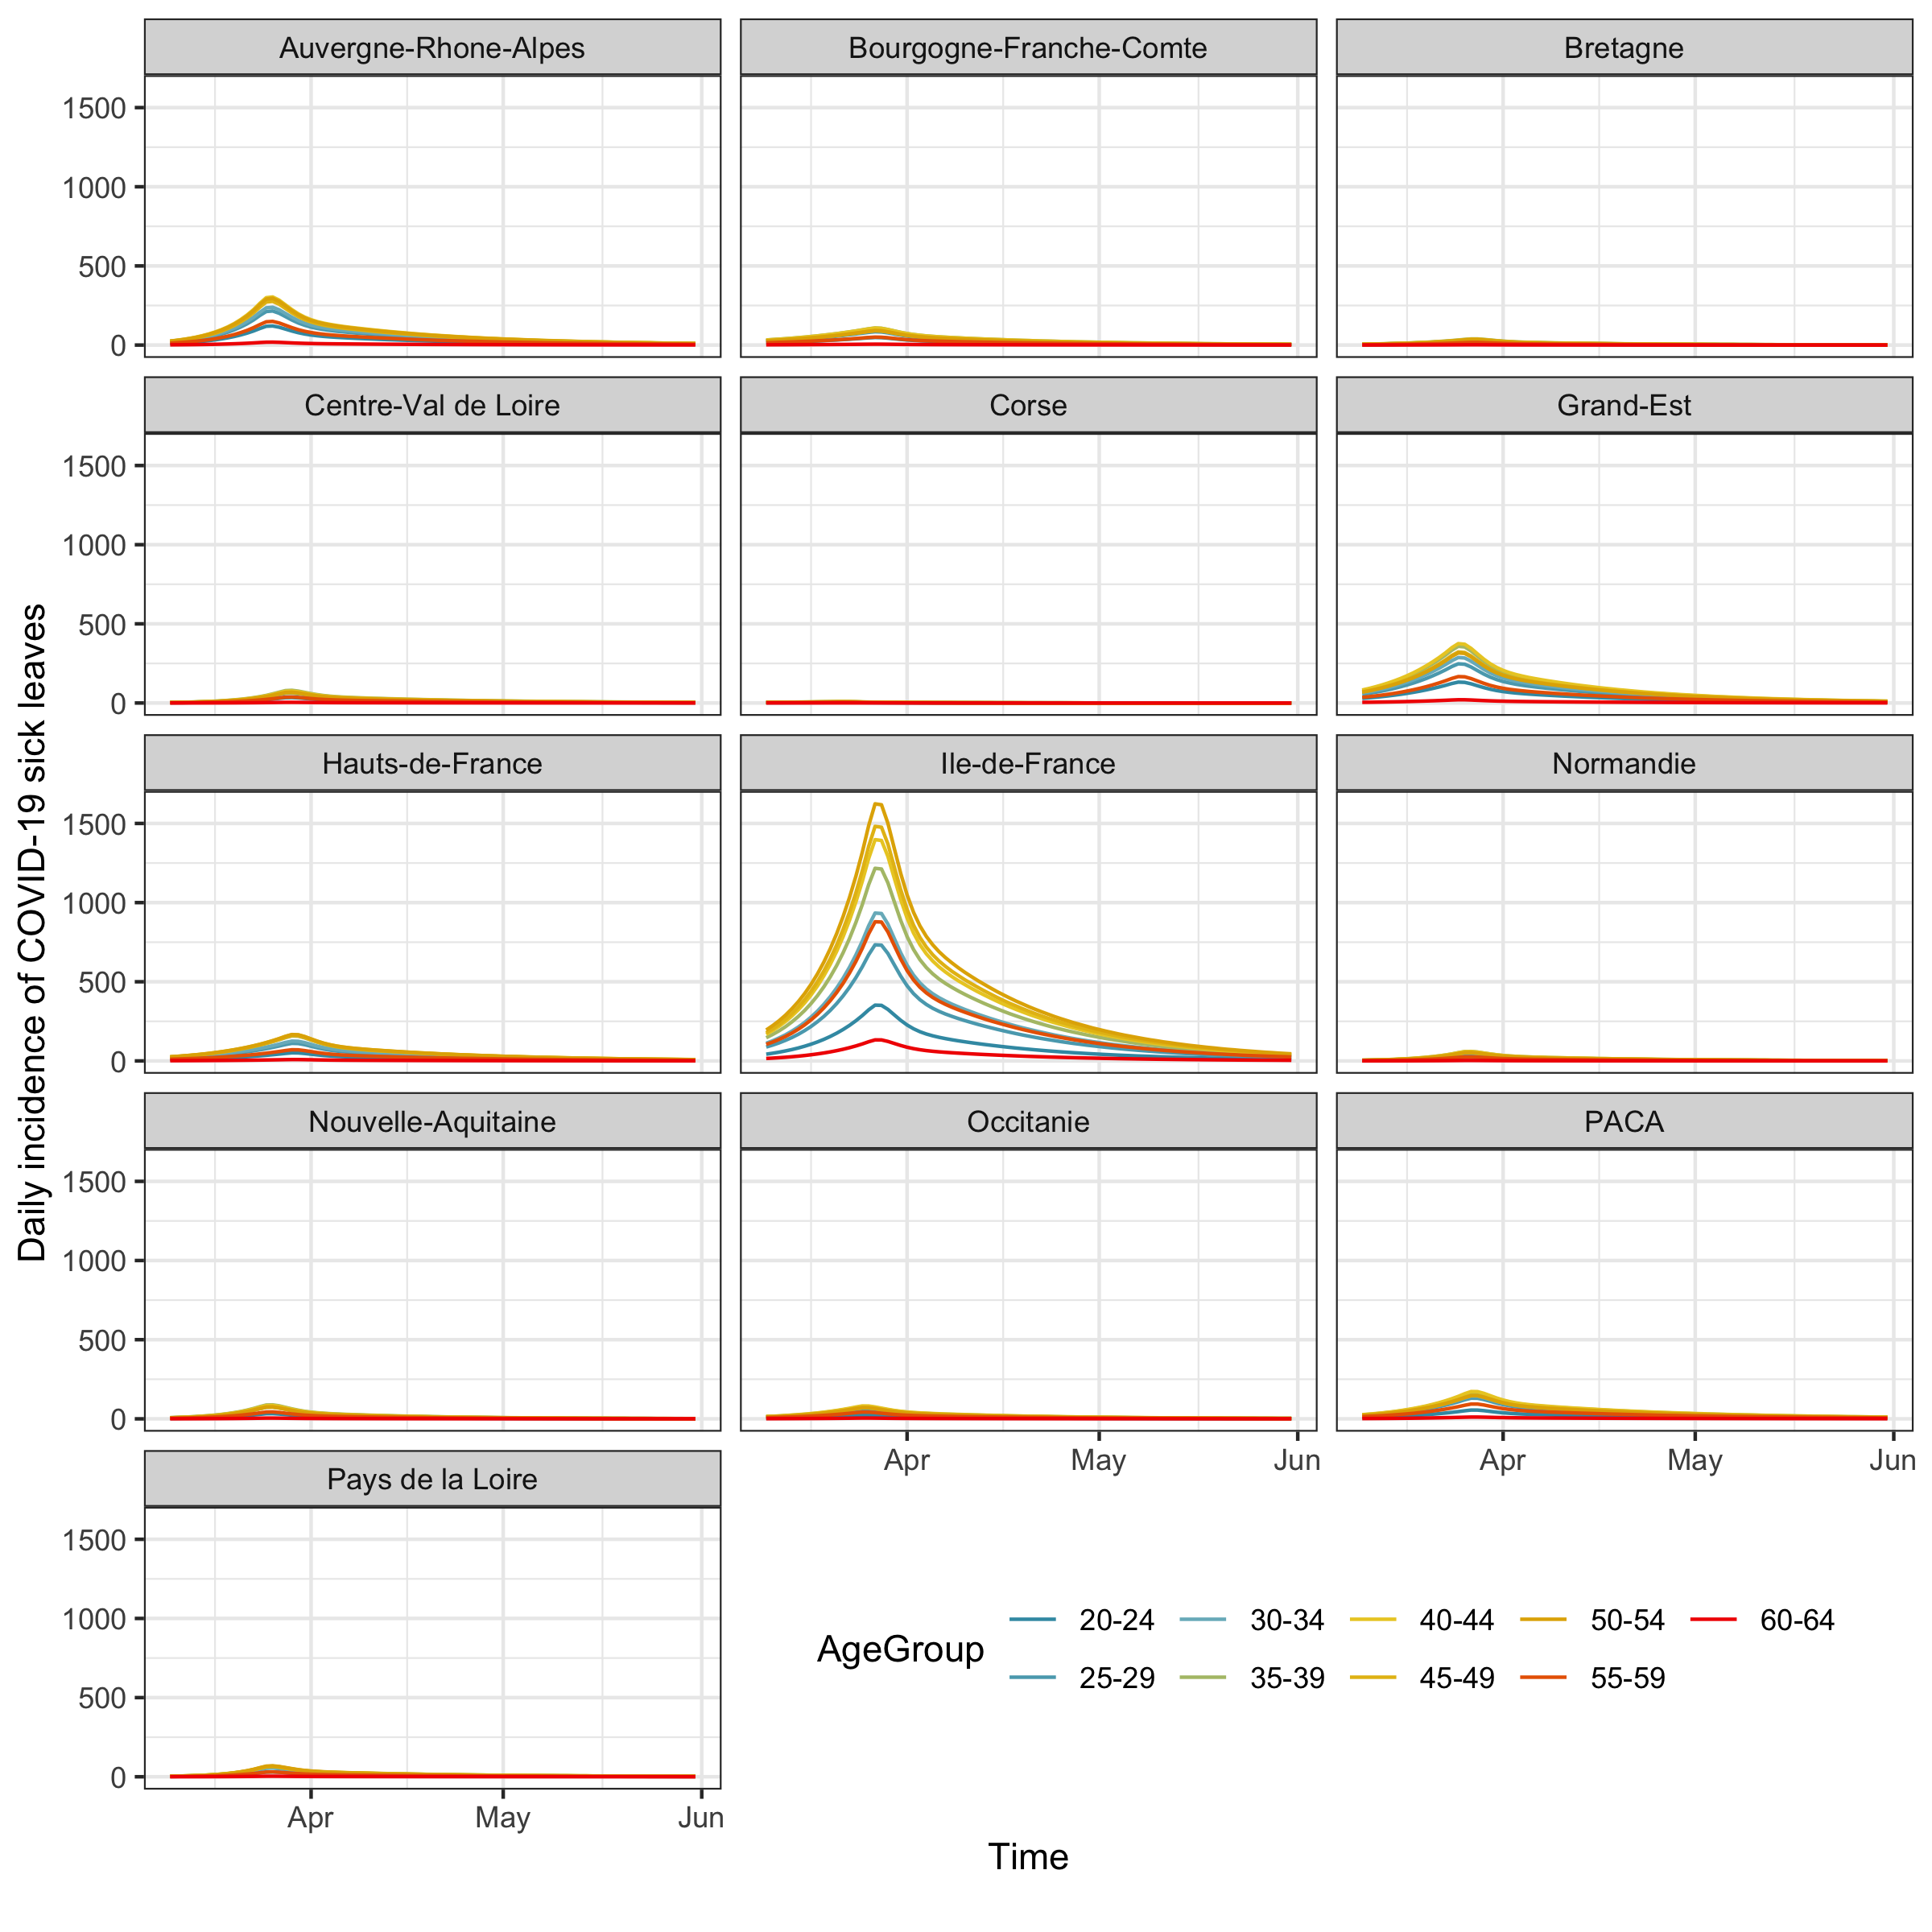 Auvergne-Rhone-Alpes
Bourgogne-Franche-Comte
Bretagne
1500
1000
500
0
Centre-Val de Loire
Corse
Grand-Est
1500
1000
500
0
Hauts-de-France
Ile-de-France
Normandie
1500
1000
500
0
Nouvelle-Aquitaine
Occitanie
PACA
1500
1000
500
0
Apr May Jun
Apr May Jun
Pays de la Loire
1500
1000
500
0
Apr May Jun
Daily incidence of COVID-19 sick leaves
Time
AgeGroup
20-24 30-34 40-44 50-54 60-64
25-29 35-39 45-49 55-59